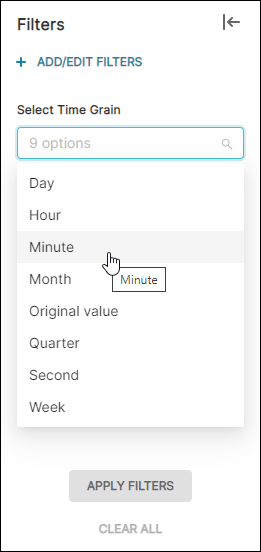 Filters
+ ADD/EDIT FILTERS
Select Time Grain
9 options
Day
Hour
Minute
Month
Minute
Original value
Quarter
Second
Week
APPLY FILTERS
CLEAR ALL